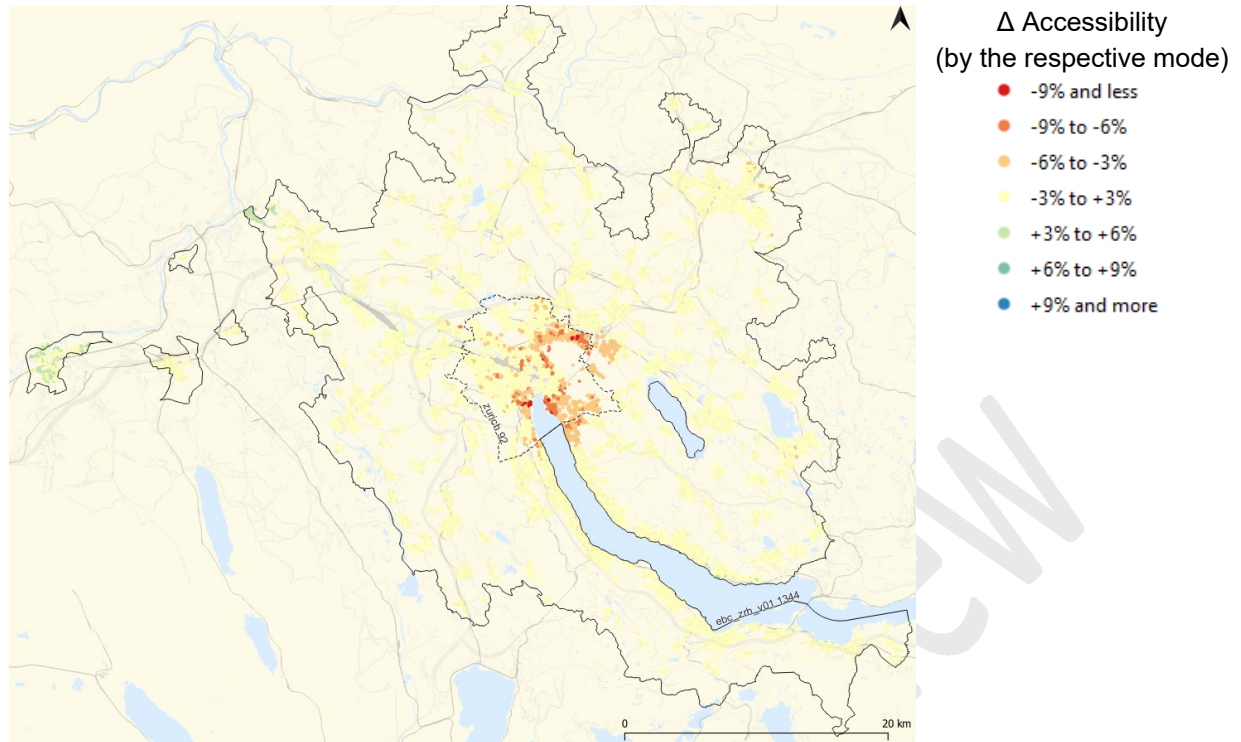 Δ Accessibility
(by the respective mode)
-9% and less
-9% to -6%
-6% to -3%
-3% to +3%
+3% to +6%
+6% to +9%
+9% and more
zurich_92
ebc_zrh_v01_1344
0
20 km